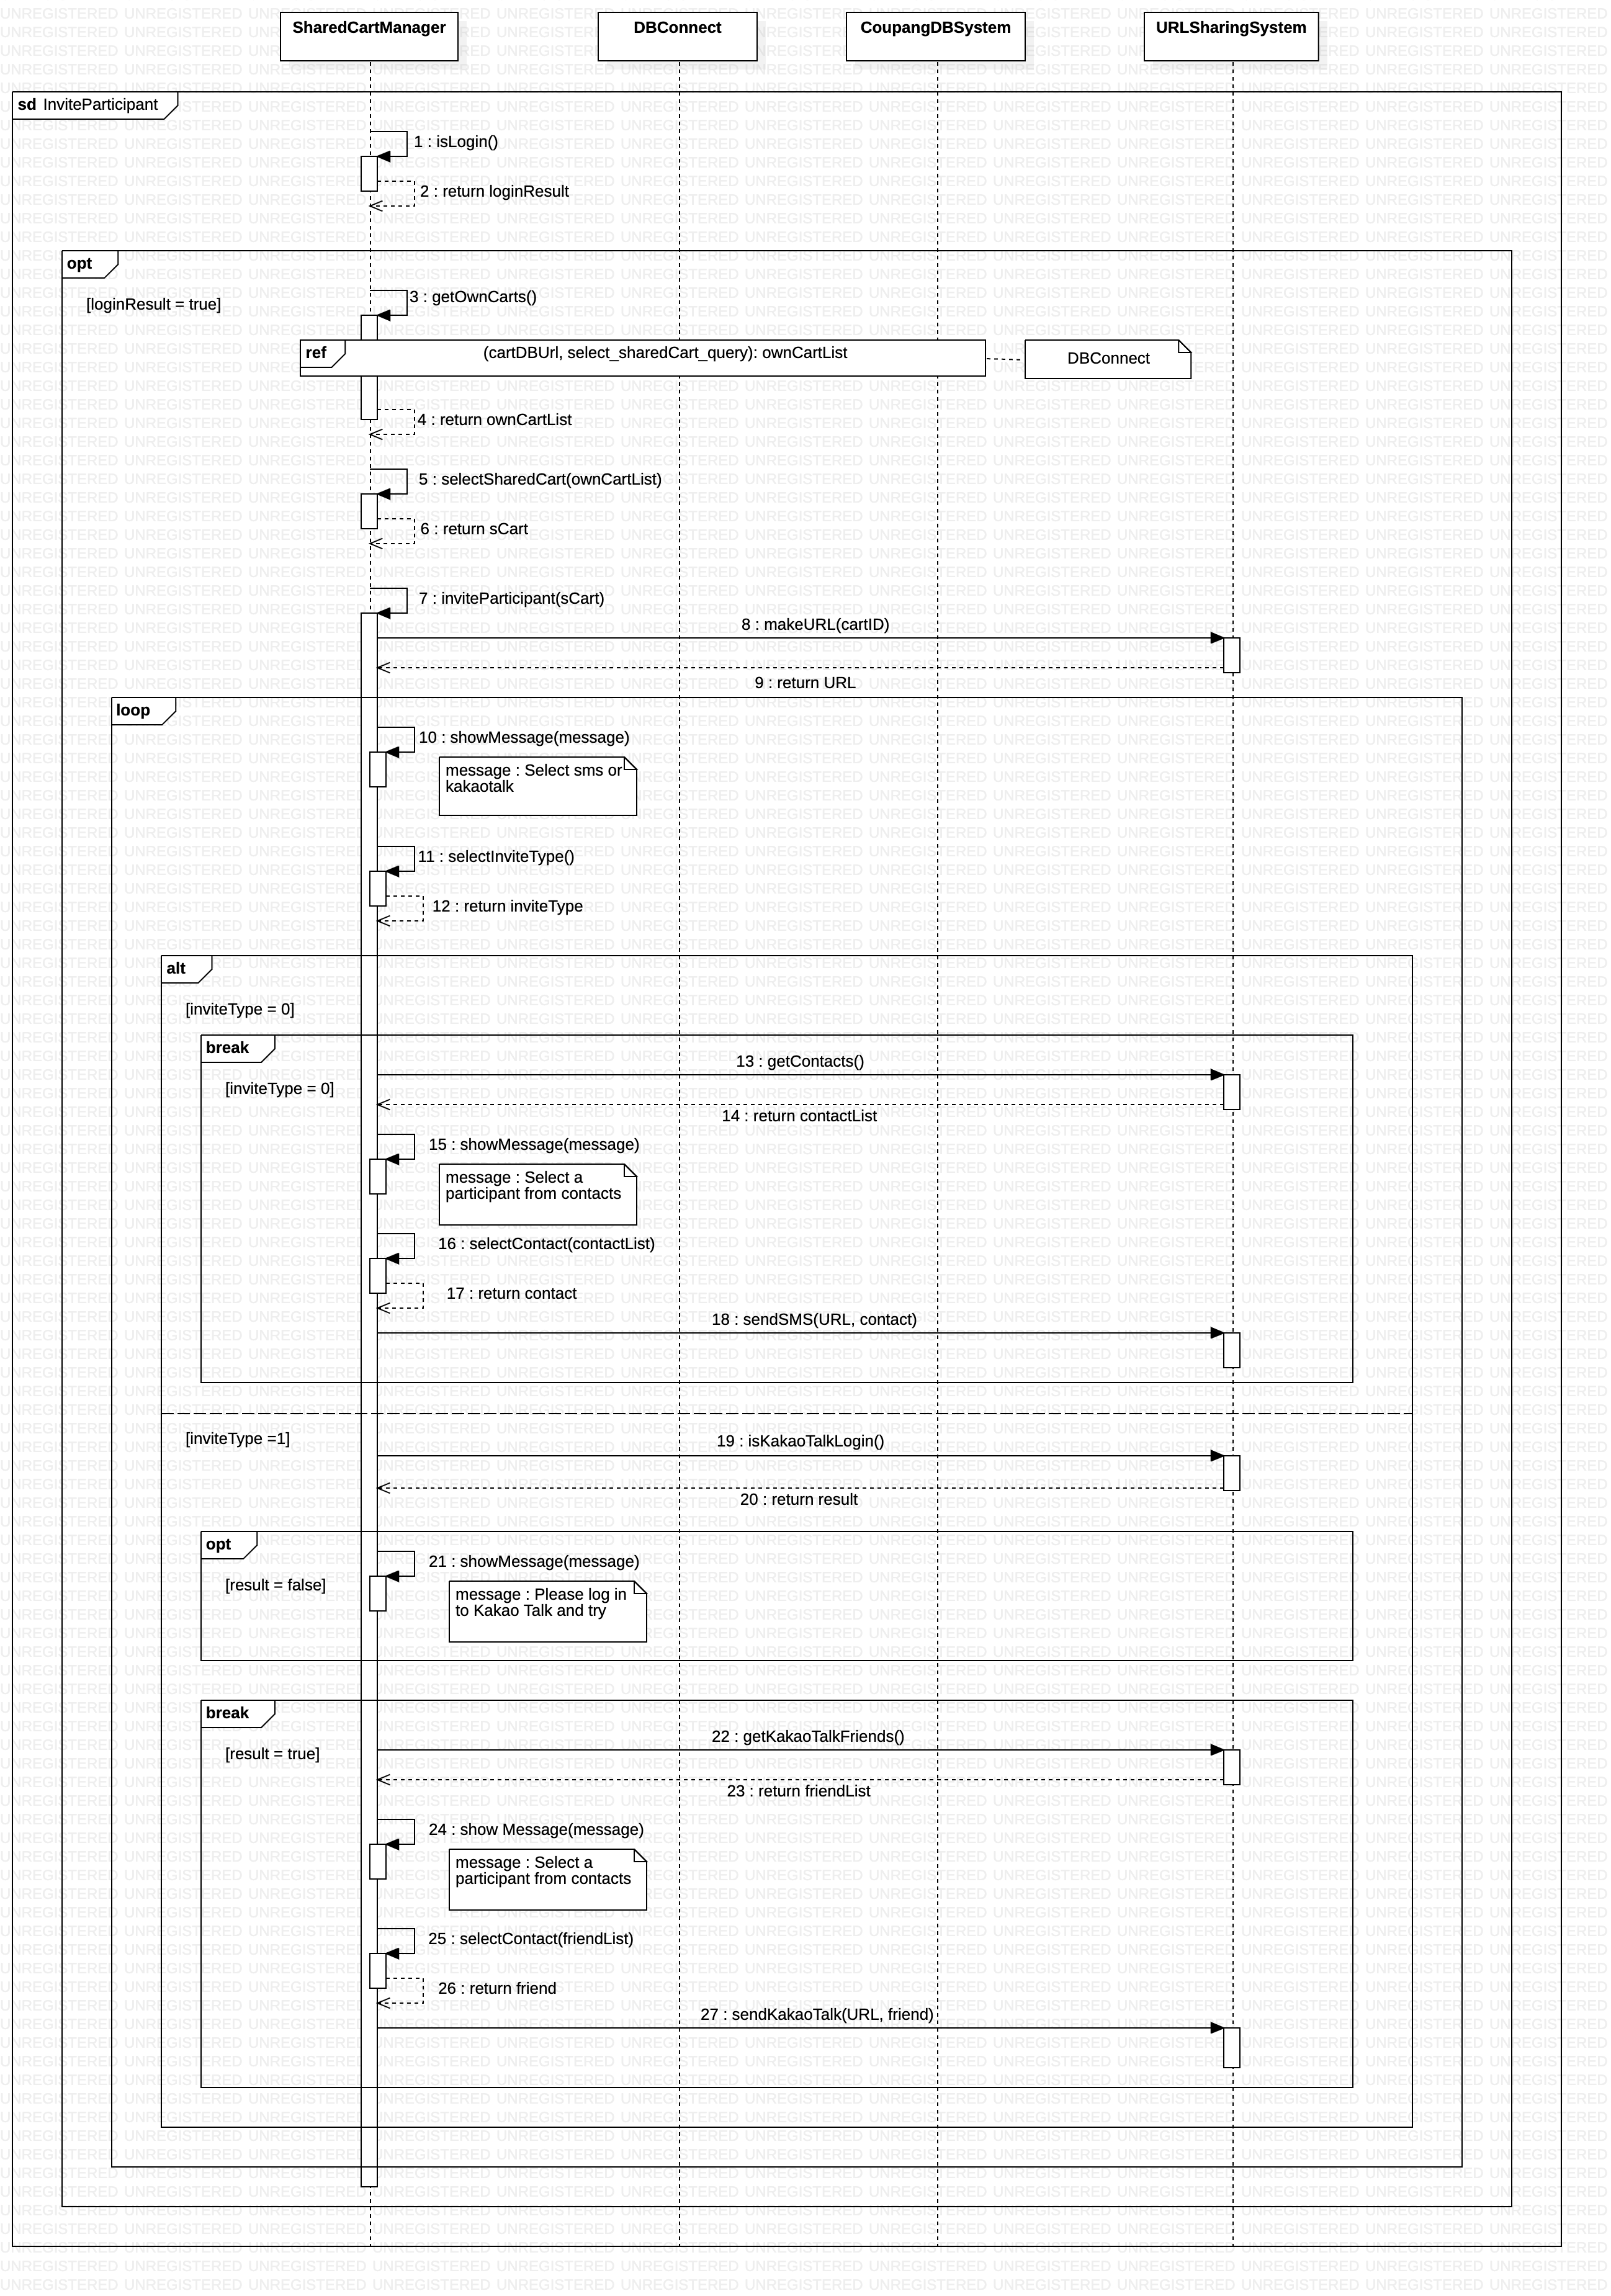 SharedCartManager
DBConnect
CoupangDBSystem
URLSharingSystem
sd InviteParticipant
1 : isLogin()
2 : return loginResult
opt
[loginResult = true]
3 : getOwnCarts()
ref
(cartDBUrl, select_sharedCart_query): ownCartList
DBConnect
4 : return ownCartList
5 : selectSharedCart(ownCartList)
6 : return sCart
7 : inviteParticipant(sCart)
8 : makeURL(cartID)
9 : return URL
loop
10 : showMessage(message)
message : Select sms or
kakaotalk
11 : selectInviteType()
12 : return inviteType
alt
[inviteType = 0]
break
[inviteType = 0]
13 : getContacts()
14 : return contactList
15 : showMessage(message)
message : Select a
participant from contacts
16 : selectContact(contactList)
17 : return contact
18 : sendSMS(URL, contact)
[inviteType =1]
19 : isKakaoTalkLogin()
20 : return result
opt
[result = false]
21 : showMessage(message)
message : Please log in
to Kakao Talk and try
break
[result = true]
22 : getKakaoTalkFriends()
23 : return friendList
24 : show Message(message)
message : Select a
participant from contacts
25 : selectContact(friendList)
26 : return friend
27 : sendKakaoTalk(URL, friend)
UNREGISTERED